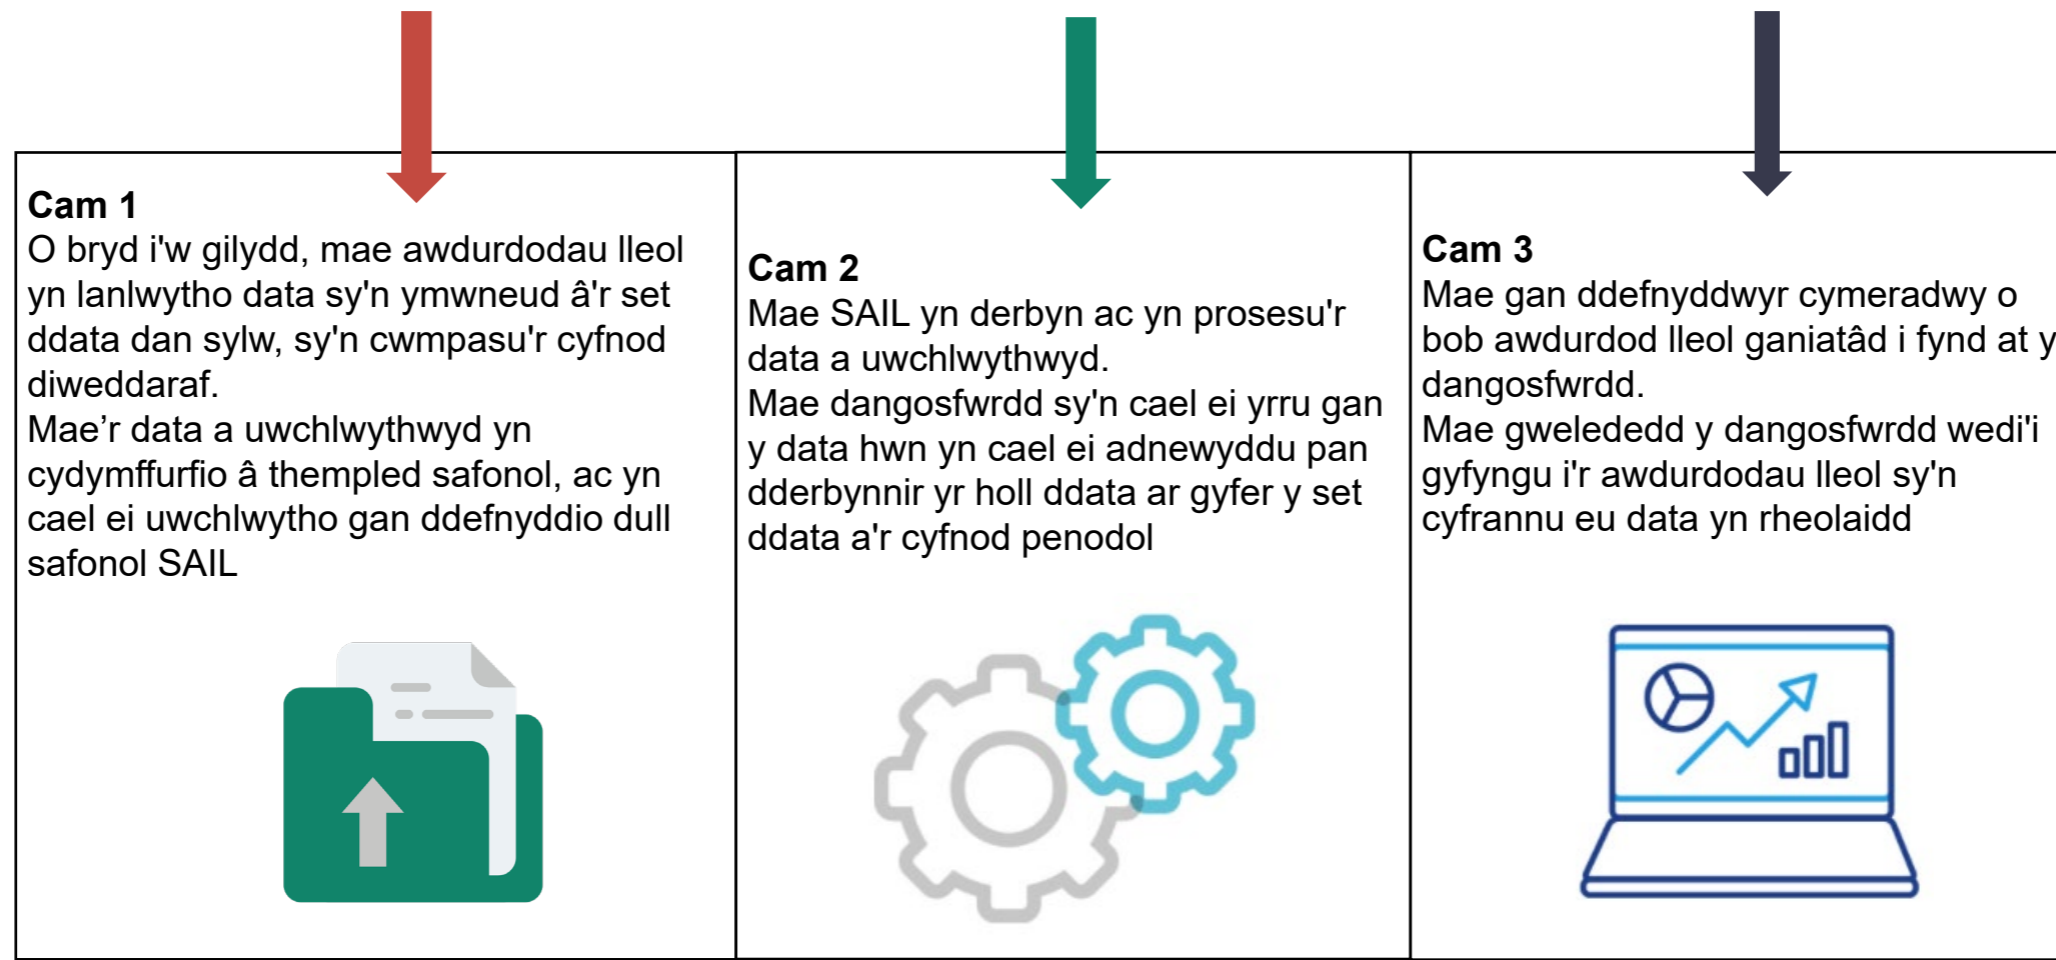 Cam 1
O bryd i'w gilydd, mae awdurdodau lleol
yn lanlwytho data sy'n ymwneud â'r set
ddata dan sylw, sy'n cwmpasu'r cyfnod
diweddaraf.
Mae’r data a uwchlwythwyd yn
cydymffurfio â thempled safonol, ac yn
cael ei uwchlwytho gan ddefnyddio dull
safonol SAIL
Cam 2
Mae SAIL yn derbyn ac yn prosesu'r
data a uwchlwythwyd.
Mae dangosfwrdd sy'n cael ei yrru gan
y data hwn yn cael ei adnewyddu pan
dderbynnir yr holl ddata ar gyfer y set
ddata a'r cyfnod penodol
Cam 3
Mae gan ddefnyddwyr cymeradwy o
bob awdurdod lleol ganiatâd i fynd at y
dangosfwrdd.
Mae gwelededd y dangosfwrdd wedi'i
gyfyngu i'r awdurdodau lleol sy'n
cyfrannu eu data yn rheolaidd